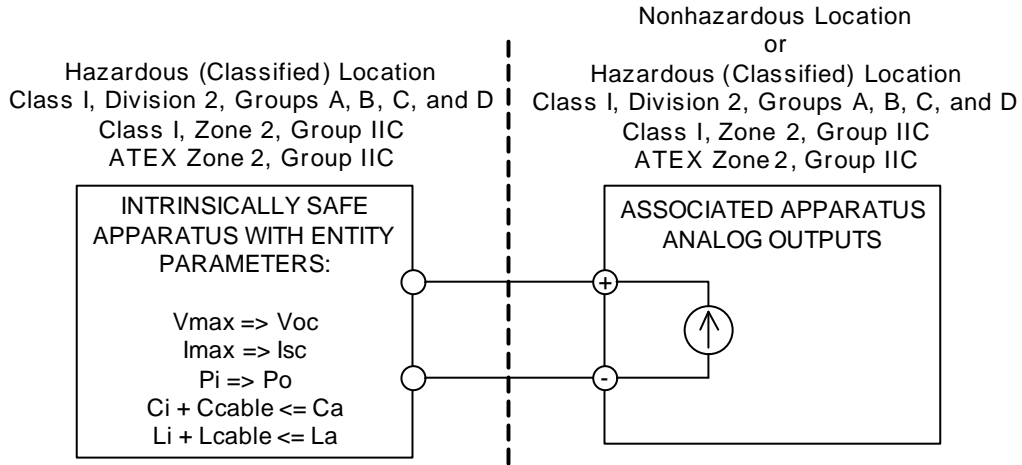 Hazardous (Classified) Location
Class I, Division 2, Groups A, B, C, and D
Class I, Zone 2, Group IIC
ATEX Zone 2, Group IIC
Nonhazardous Location
or
Hazardous (Classified) Location
Class I, Division 2, Groups A, B, C, and D
Class I, Zone 2, Group IIC
ATEX Zone 2, Group IIC
INTRINSICALLY SAFE
APPARATUS WITH ENTITY
PARAMETERS:
Vmax => Voc
Imax => Isc
Pi => Po
Ci + Ccable <= Ca
Li + Lcable <= La
ASSOCIATED APPARATUS
ANALOG OUTPUTS
+
-